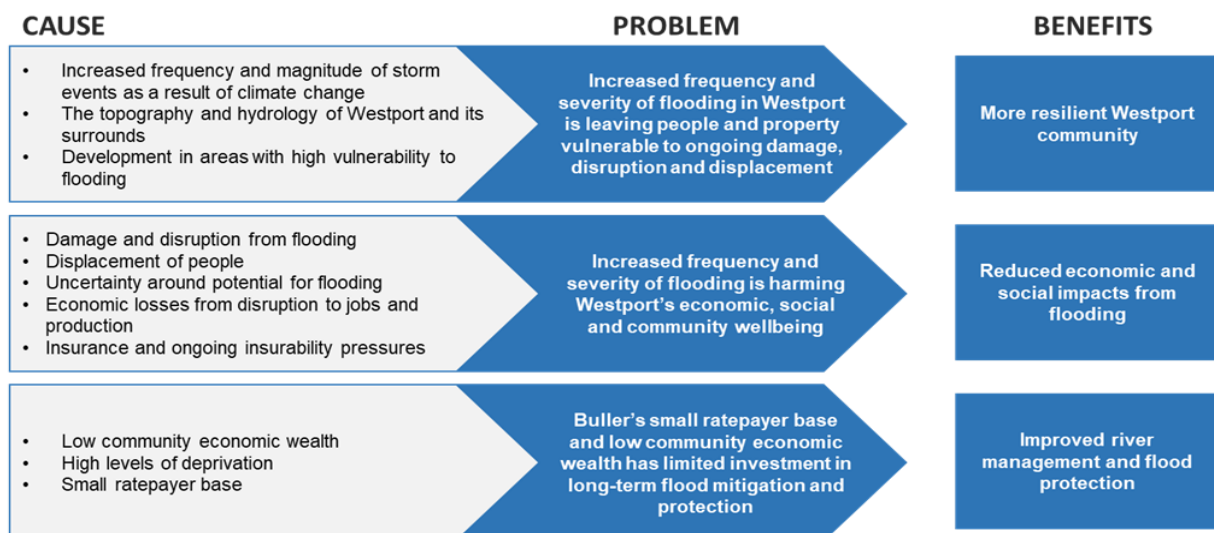 CAUSE
PROBLEM
BENEFITS
• Increased frequency and magnitude of storm
events as a result of climate change
• The topography and hydrology of Westport and its
surrounds
• Development in areas with high vulnerability to
flooding
Increased frequency and
severity of flooding in Westport
is leaving people and property
vulnerable to ongoing damage,
disruption and displacement
More resilient Westport
community
• Damage and disruption from flooding
• Displacement of people
• Uncertainty around potential for flooding
• Economic losses from disruption to jobs and
production
• Insurance and ongoing insurability pressures
Increased frequency and
severity of flooding is harming
Westport's economic, social
and community wellbeing
Reduced economic and
social impacts from
flooding
• Low community economic wealth
• High levels of deprivation
• Small ratepayer base
Buller's small ratepayer base
and low community economic
wealth has limited investment in
long-term flood mitigation and
protection
Improved river
management and flood
protection